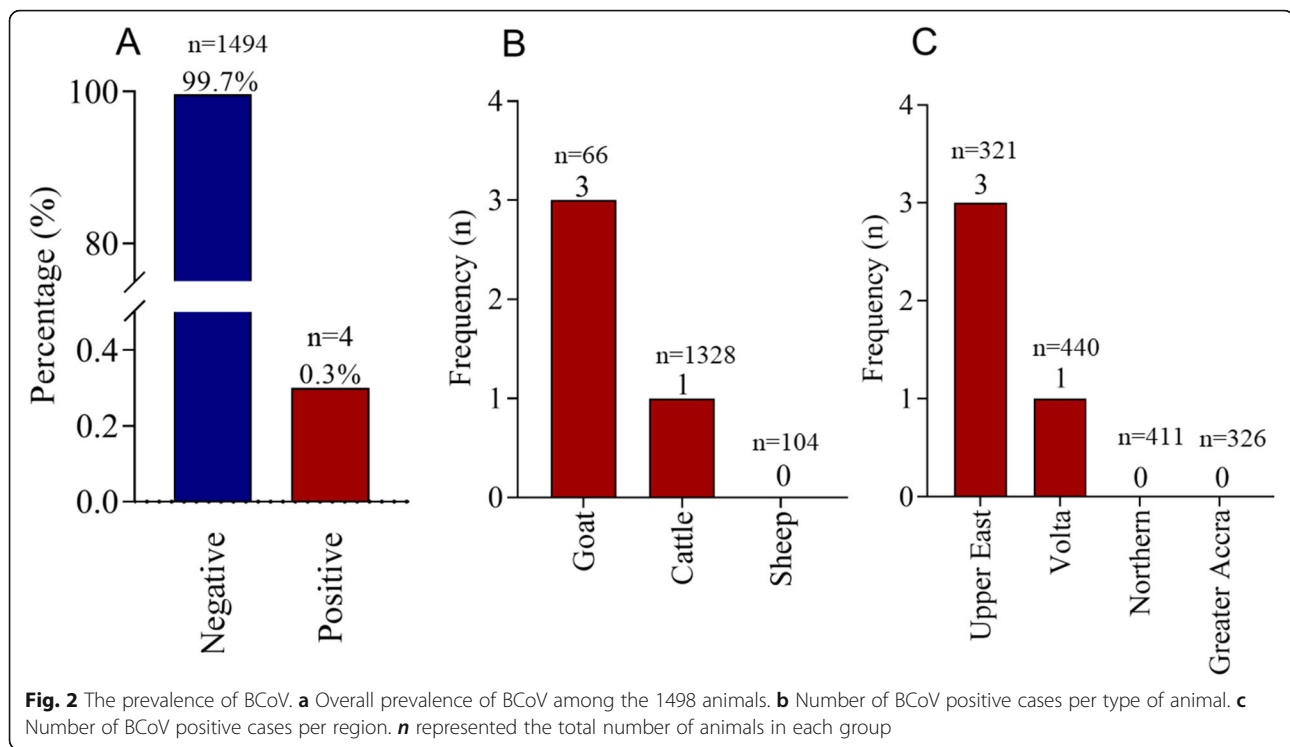 A
n=1494
99.7%
Percentage (%)
100
80
0.4
0.2
0.0
n=4
0.3%
Negative
Positive
B
Frequency (n)
4
3
2
1
0
n=66
3
n=1328
1
n=104
0
Goat
Cattle
Sheep
C
Frequency (n)
4
3
2
1
0
n=321
3
n=440
1
n=411
0
n=326
0
Upper East
Volta
Northern
Greater Accra
Fig. 2 The prevalence of BCoV. a Overall prevalence of BCoV among the 1498 animals. b Number of BCoV positive cases per type of animal. c
Number of BCoV positive cases per region. n represented the total number of animals in each group